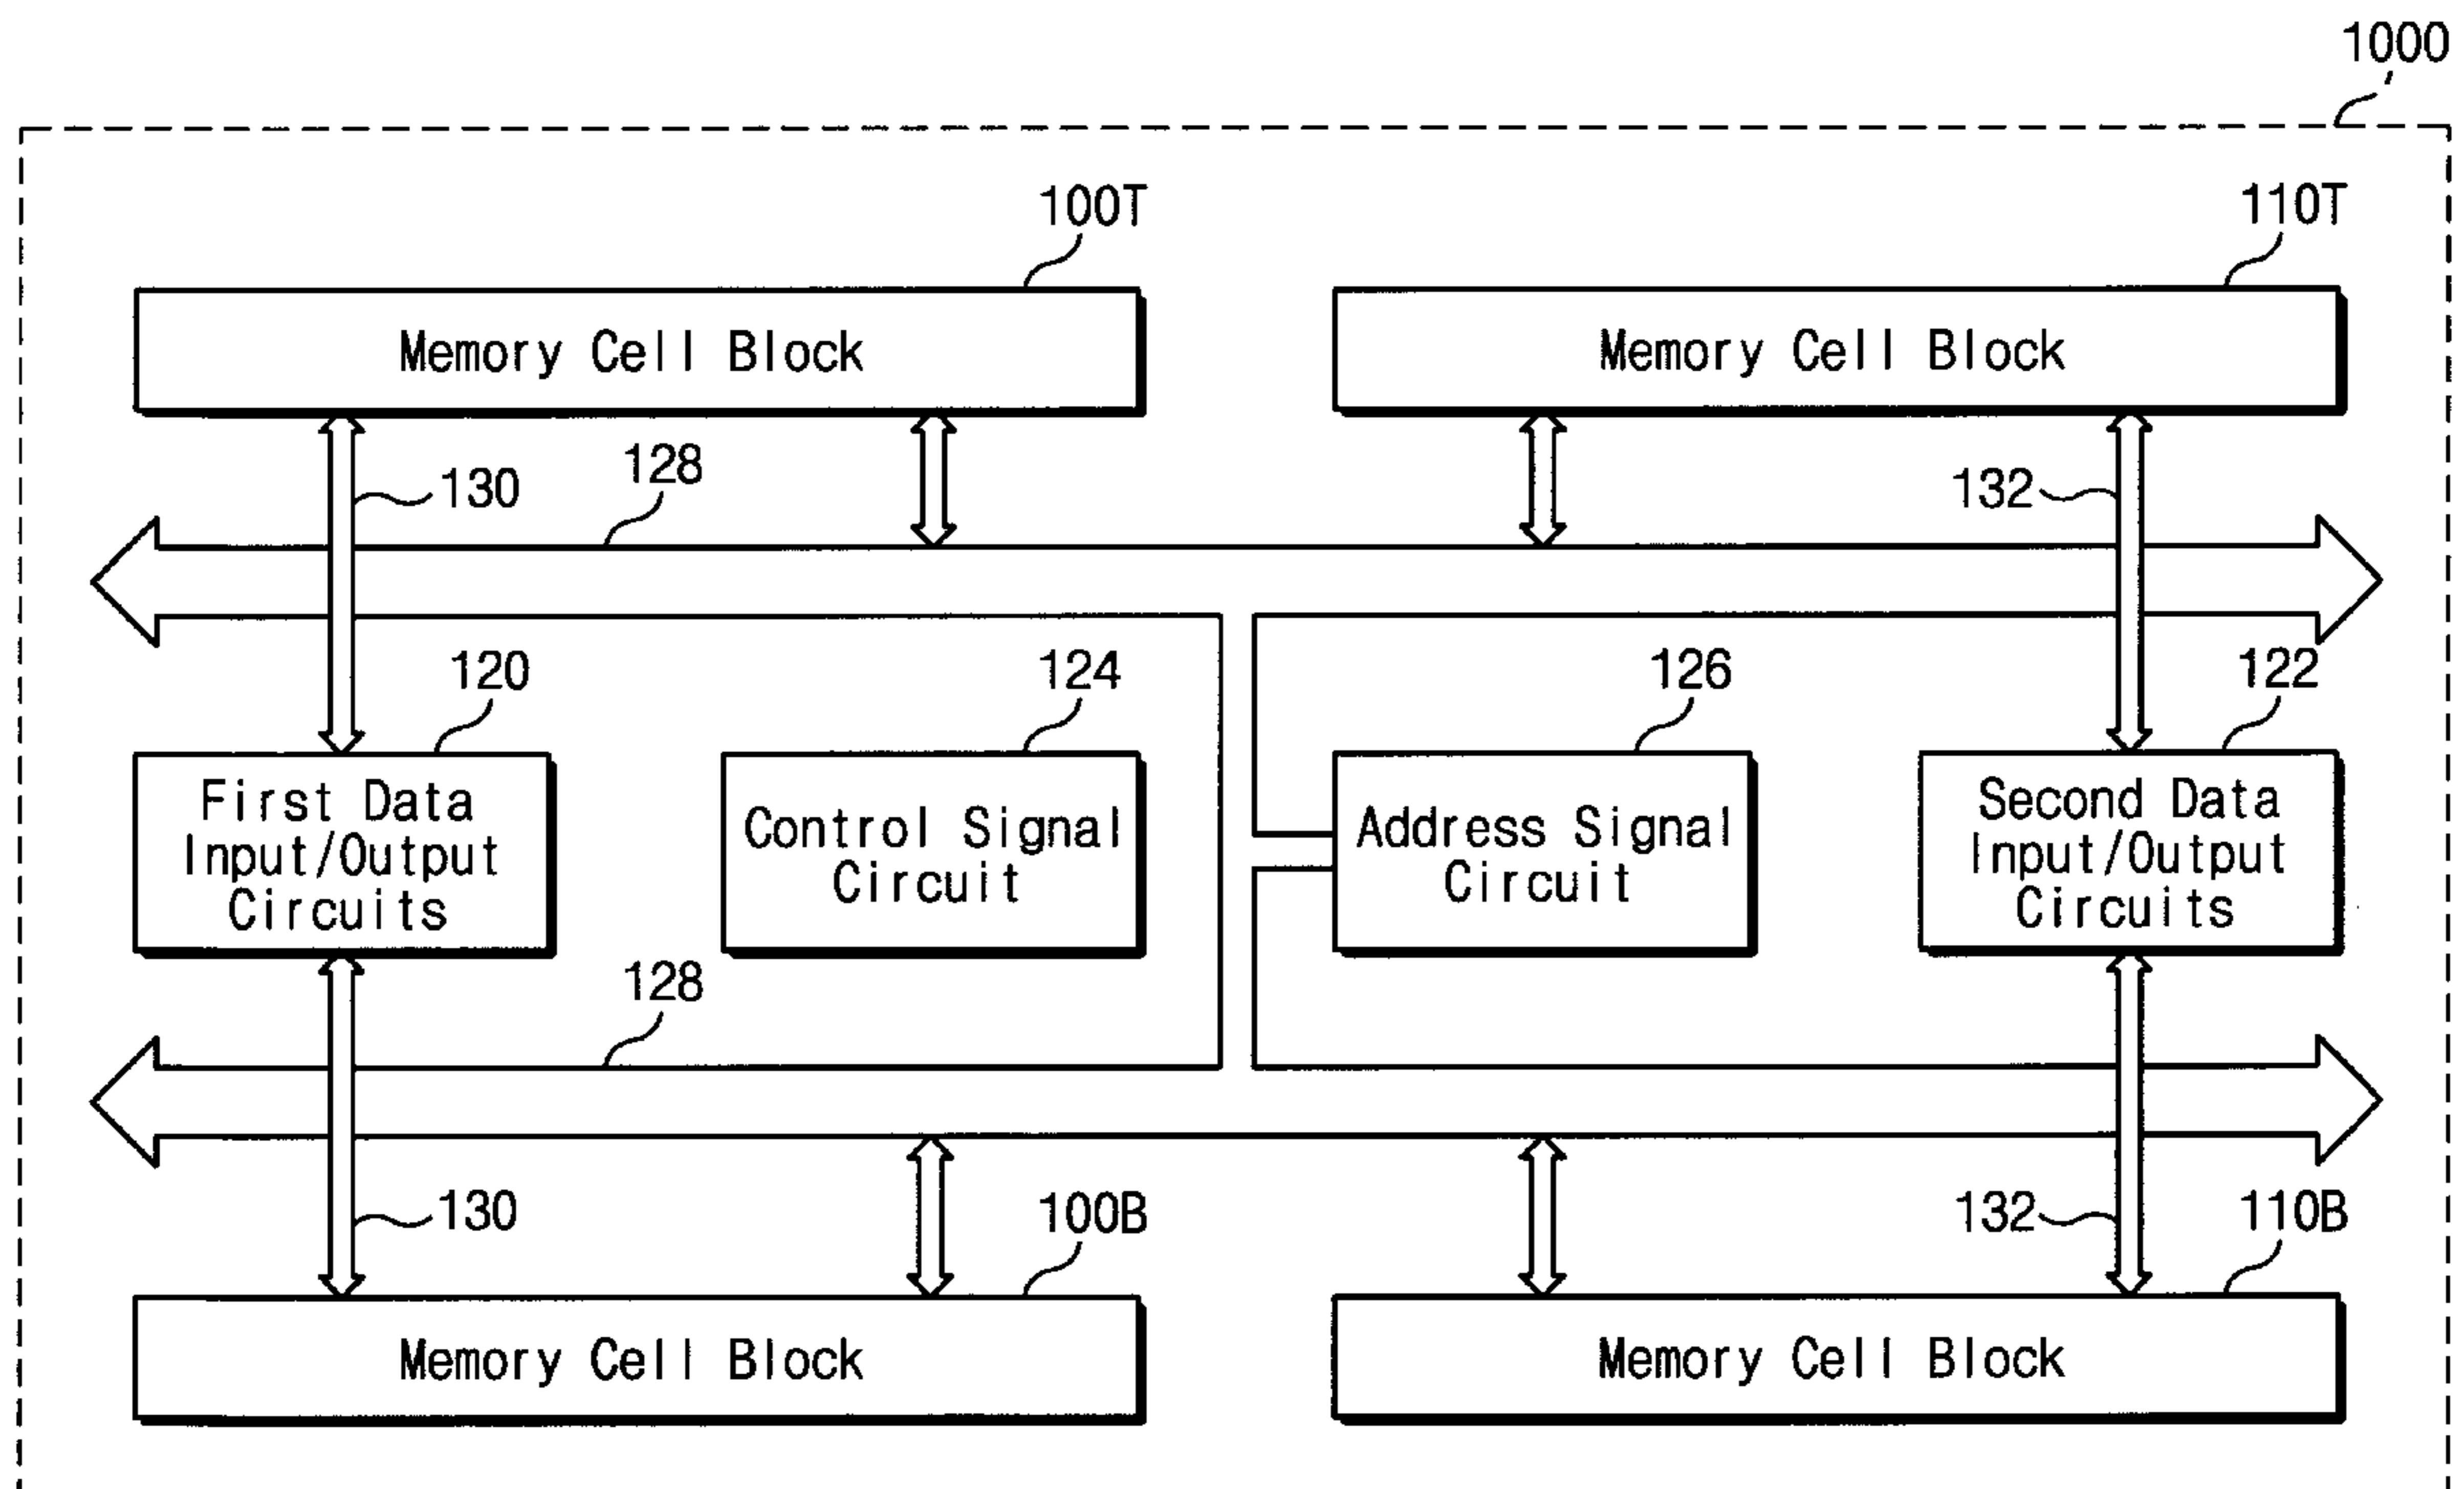 1000
100T
110T
Memory Cell Block
Memory Cell Block
130
128
132
120
124
126
122
First Data
Input/Output
Circuits
Control Signal
Circuit
Address Signal
Circuit
Second Data
Input/Output
Circuits
128
130
100B
132
110B
Memory Cell Block
Memory Cell Block